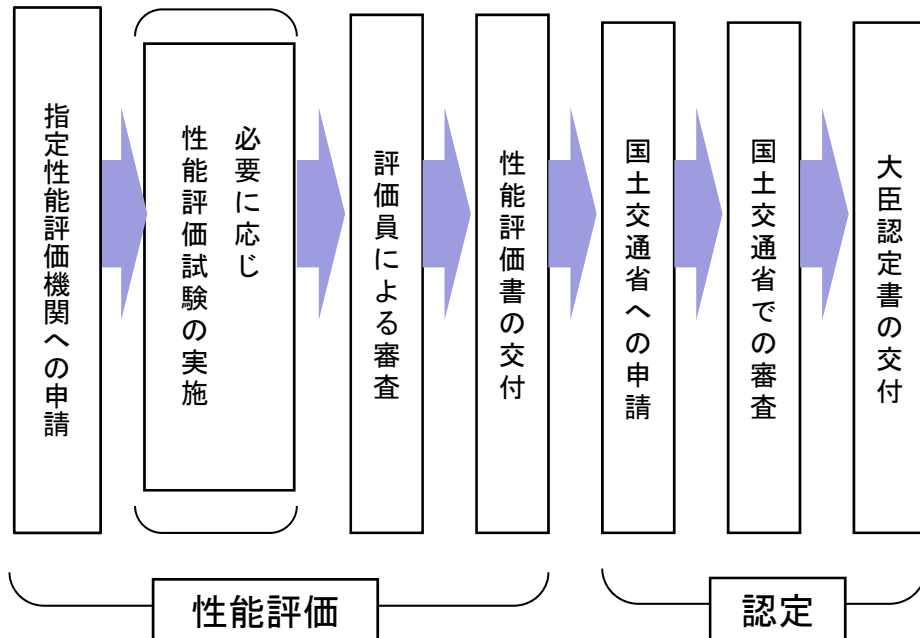 指定性能評価機関への申請
必要に応じ
性能評価試験の実施
評価員による審査
性能評価書の交付
国土交通省への申請
国土交通省での審査
大臣認定書の交付
性能評価
認定